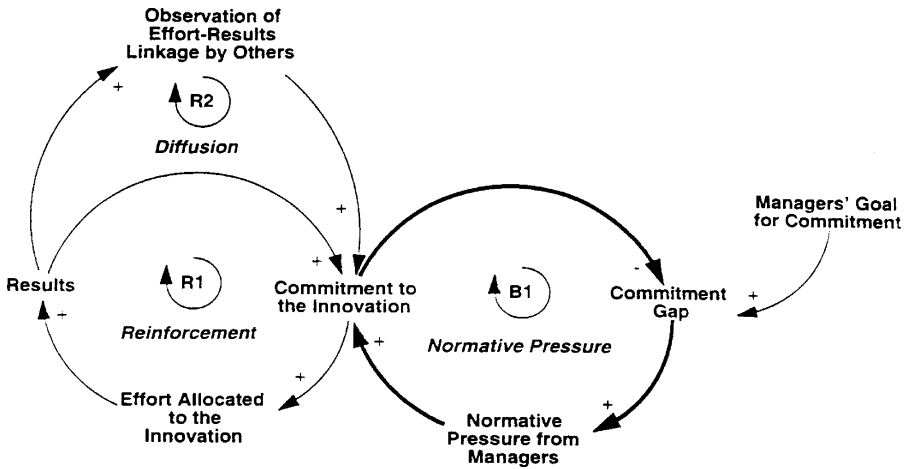 Observation of
Effort-Results
Linkage by Others
+
R2
Diffusion
+
Managers' Goal
for Commitment
Results
+
R1
Reinforcement
+
Commitment to
the Innovation
B1
Normative Pressure
-
Commitment
Gap
+
+
+
Effort Allocated
to the
Innovation
+
Normative
Pressure from
Managers